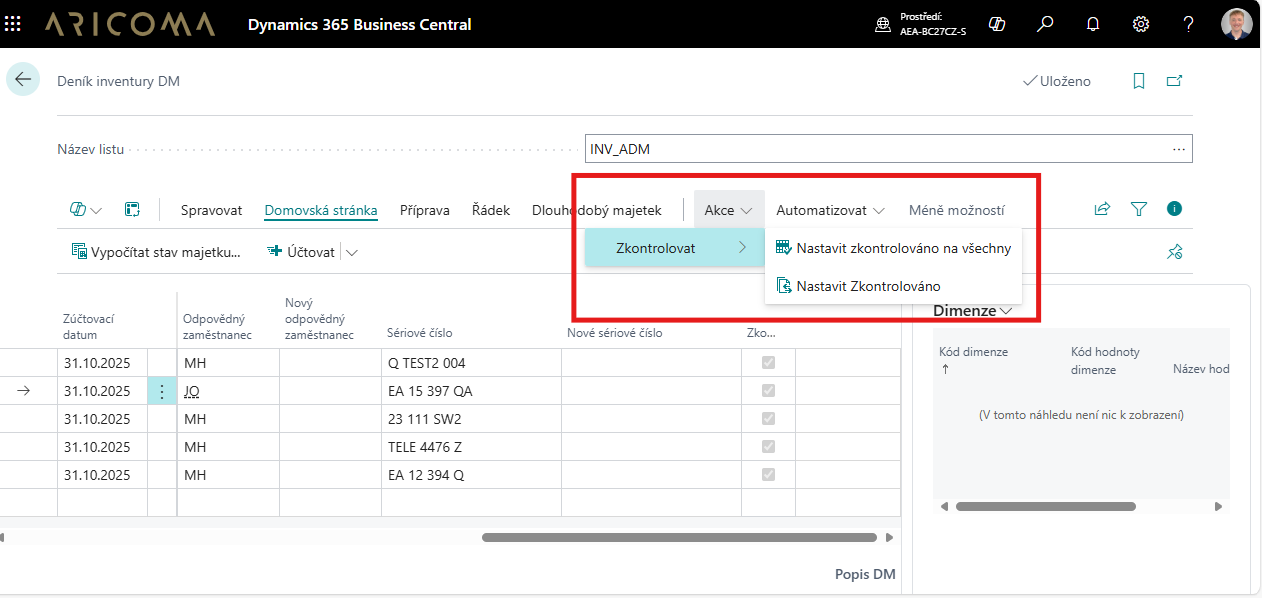 ARICOMA
Dynamics 365 Business Central
Prostředí:
AEA-BC27CZ-S
?
Deník inventury DM
Uloženo
Název listu
INV_ADM
Spravovat Domovská stránka Příprava Řádek Dlouhodobý majetek Akce Automatizovat Méně možností
Vypočítat stav majetku... Účtovat
Zkontrolovat
Nastavit zkontrolováno na všechny
Nastavit Zkontrolováno
Zúčtovací datum Odpovědný zaměstnanec Nový odpovědný zaměstnanec Sériové číslo Nové sériové číslo Zko...
31.10.2025 MH Q TEST2 004
31.10.2025 JO EA 15 397 QA
31.10.2025 MH 23 111 SW2
31.10.2025 MH TELE 4476 Z
31.10.2025 MH EA 12 394 Q
Popis DM
Dimenze
Kód dimenze Kód hodnoty dimenze Název hod
(V tomto náhledu není nic k zobrazení)